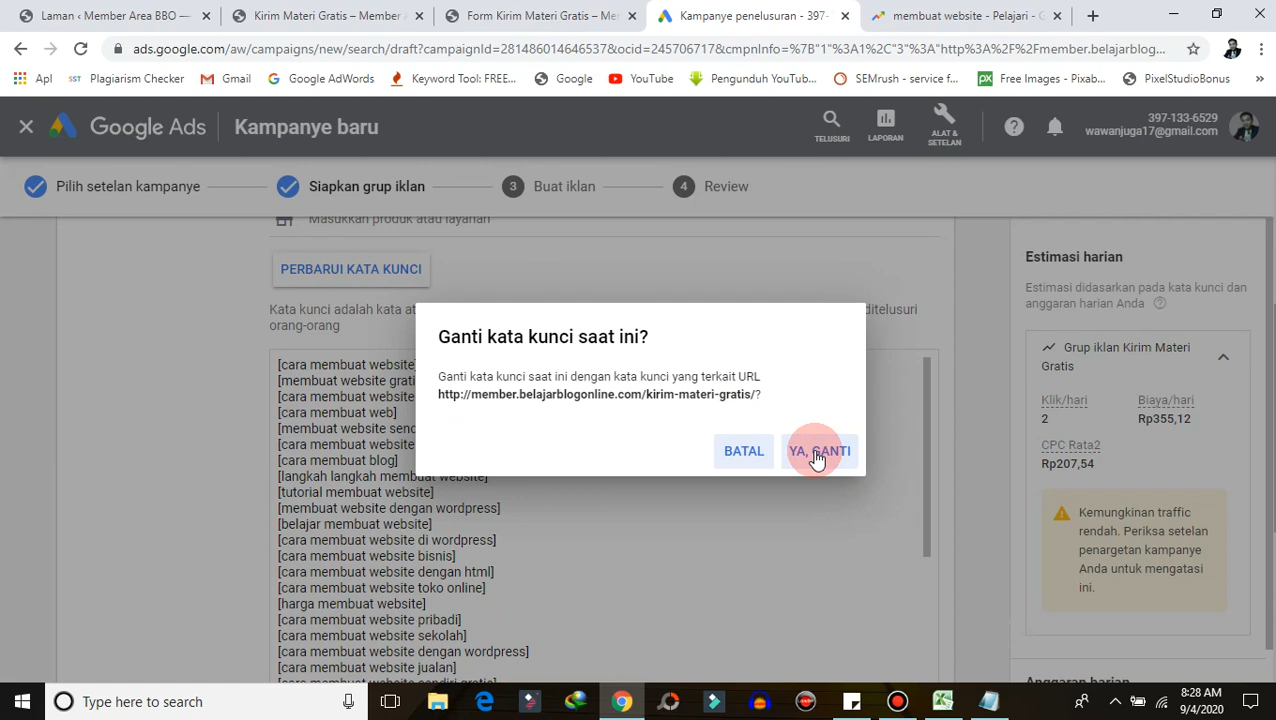 Laman ‹ Member Area BBO —
Kirim Materi Gratis – Member A
Form Kirim Materi Gratis – Mem
Kampanye penelusuran - 397-
membuat website - Pelajari - G
ads.google.com/aw/campaigns/new/search/draft?campaignId=281486014646537&ocid=245706717&cmpnInfo=%7B"1"%3A1%2C"3"%3A"http%3A%2F%2Fmember.belajarblog...
Apl
SST Plagiarism Checker
Gmail
Google AdWords
Keyword Tool: FREE...
Google
YouTube
Pengunduh YouTub...
SEMrush - service f...
px Free Images - Pixab...
PixelStudioBonus
»
Google Ads
Kampanye baru
TELUSURI
LAPORAN
ALAT &
SETELAN
397-133-6529
wawanjuga17@gmail.com
Pilih setelan kampanye
Siapkan grup iklan
3 Buat iklan
4 Review
Masukkan produk atau layanan
PERBARUI KATA KUNCI
Kata kunci adalah kata at
ditelusuri
orang-orang
Ganti kata kunci saat ini?
Ganti kata kunci saat ini dengan kata kunci yang terkait URL
http://member.belajarblogonline.com/kirim-materi-gratis/?
BATAL
YA, GANTI
[cara membuat website]
[membuat website grati
[cara membuat web]
[membuat website send
[cara membuat website
[cara membuat blog]
[langkah langkah membuat website]
[tutorial membuat website]
[membuat website dengan wordpress]
[belajar membuat website]
[cara membuat website di wordpress]
[cara membuat website bisnis]
[cara membuat website dengan html]
[cara membuat website toko online]
[harga membuat website]
[cara membuat website pribadi]
[cara membuat website sekolah]
[cara membuat website dengan wordpress]
[cara membuat website jualan]
[cara membuat website sendiri gratis]
Estimasi harian
Estimasi didasarkan pada kata kunci dan
anggaran harian Anda
Grup iklan Kirim Materi
Gratis
Klik/hari
Biaya/hari
2
Rp355,12
CPC Rata2
Rp207,54
Kemungkinan traffic
rendah. Periksa setelan
penargetan kampanye
Anda untuk mengatasi
ini.
Anggaran harian
Type here to search
8:28 AM
9/4/2020